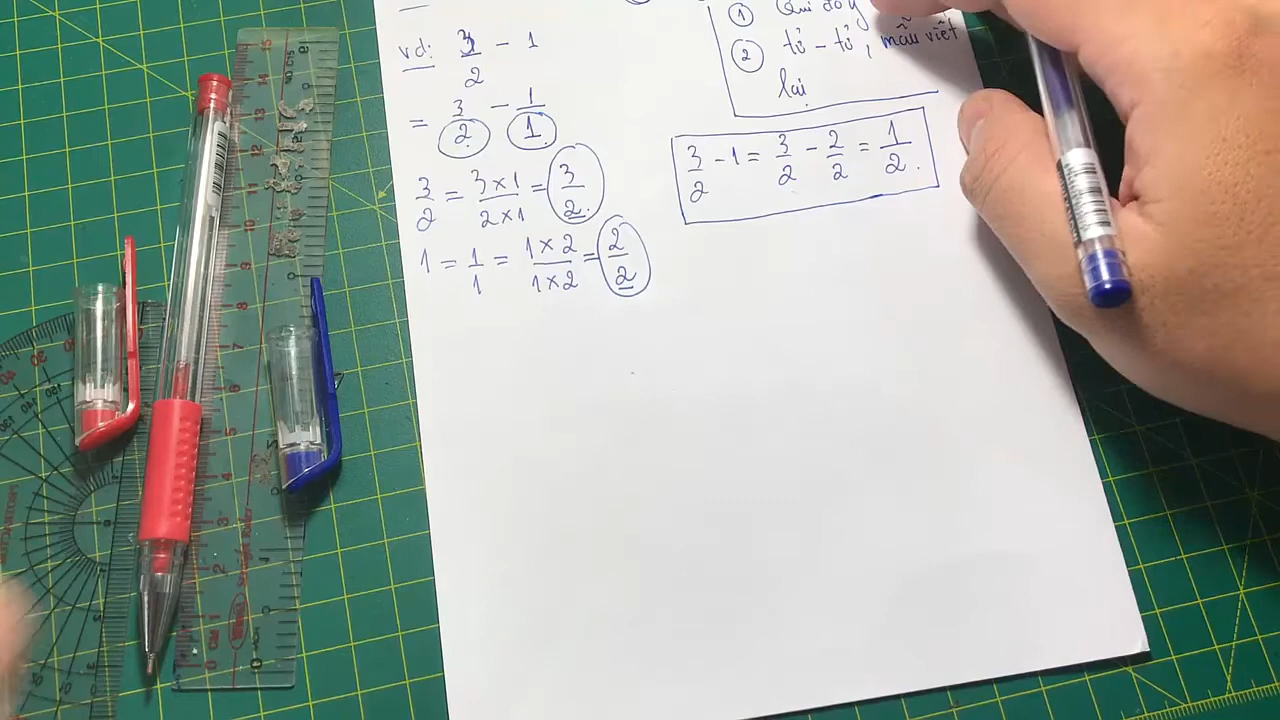 vd: 3/2 - 1
= 3/2 - 1/1
3/2 = 3×1/2×1 = 3/2
1 = 1/1 = 1×2/1×2 = 2/2
① Qui đồ
② tử - tử, mẫu viết
lại
3/2 - 1 = 3/2 - 2/2 = 1/2.